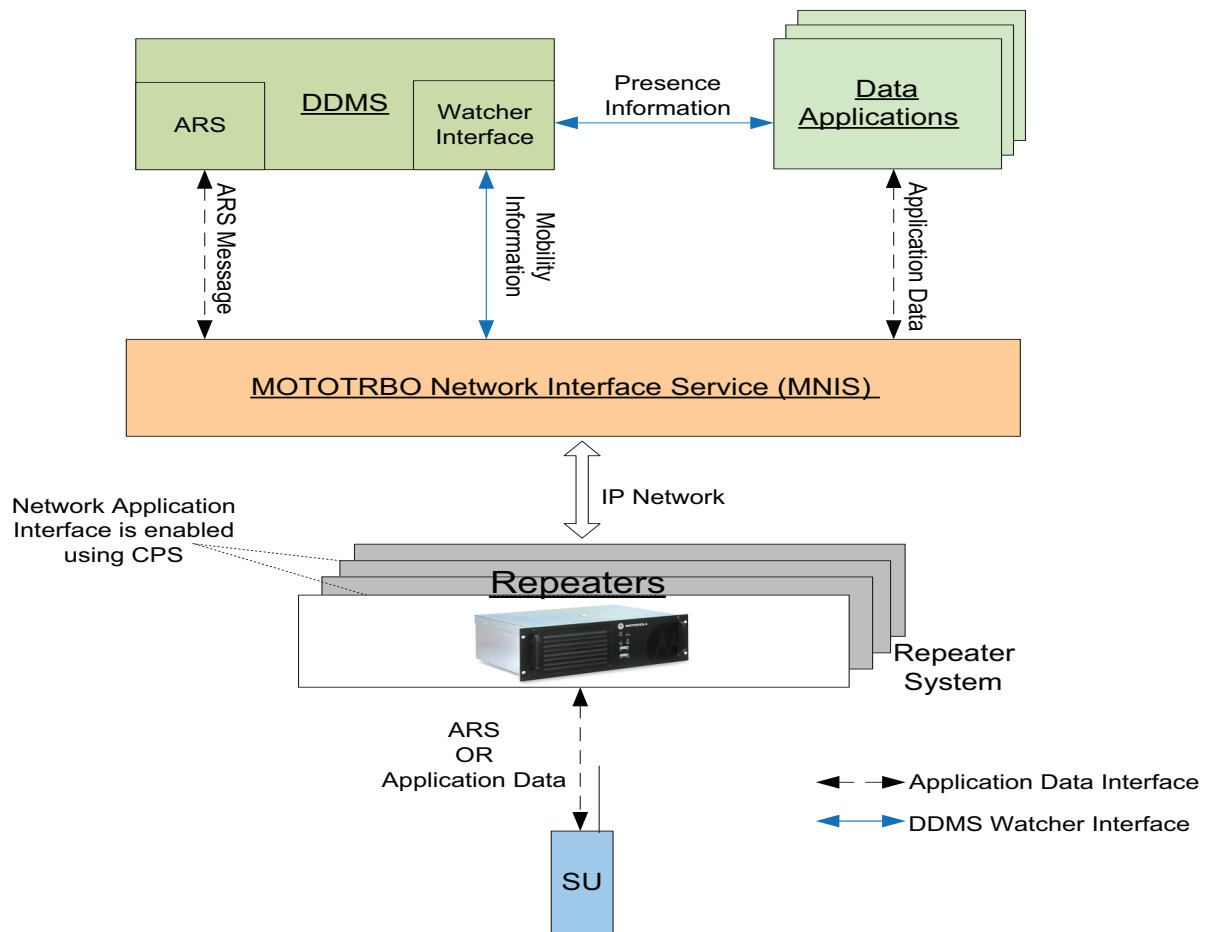 DDMS
ARS
Watcher
Interface
Presence
Information
Data
Applications
ARS Message
Mobility
Information
Application Data
MOTOTRBO Network Interface Service (MNIS)
IP Network
Network Application
Interface is enabled
using CPS
Repeaters
MOTOROLA
Repeater
System
ARS
OR
Application Data
Application Data Interface
DDMS Watcher Interface
SU